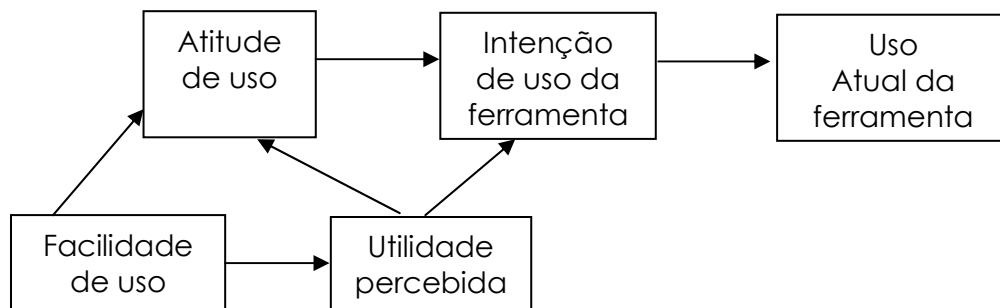 Atitude
de uso
Intenção
de uso da
ferramenta
Uso
Atual da
ferramenta
Facilidade
de uso
Utilidade
percebida